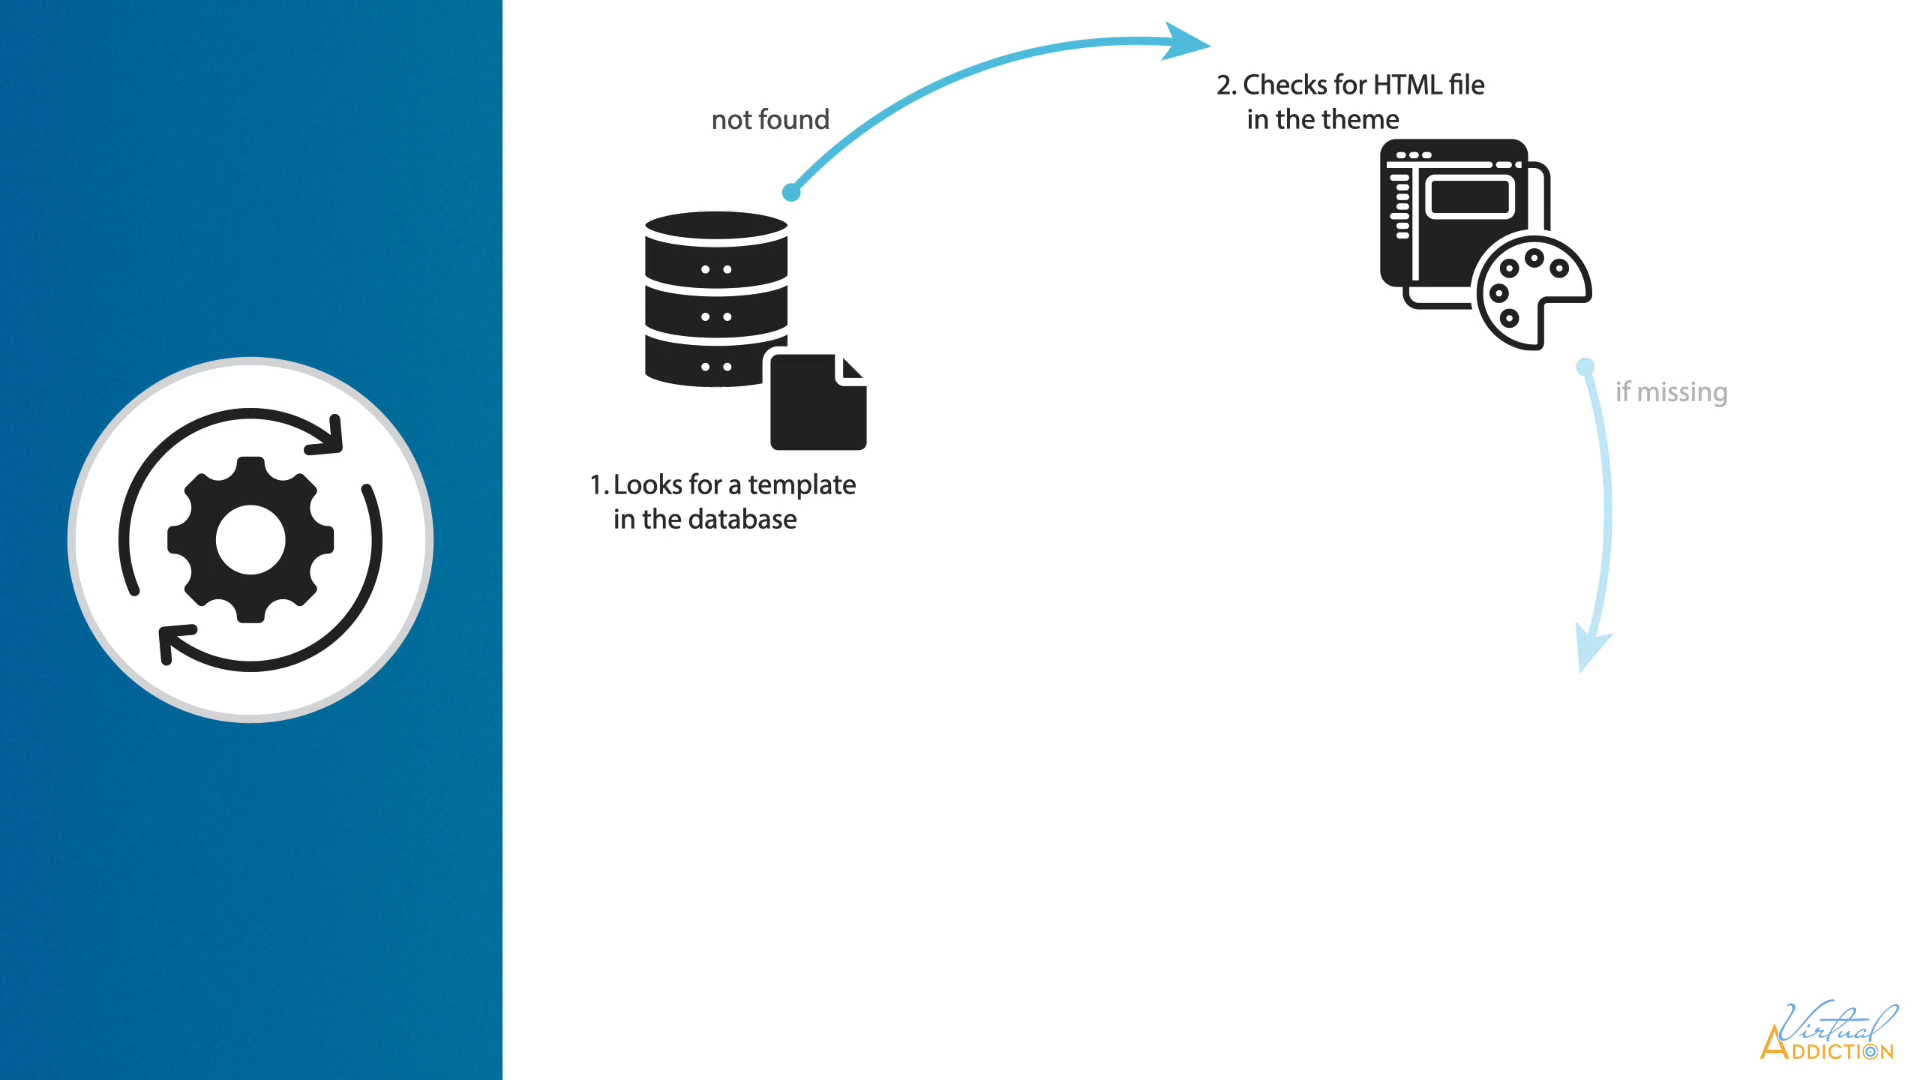 not found
2. Checks for HTML file
in the theme
if missing
1. Looks for a template
in the database
Virtual
ADDICTION